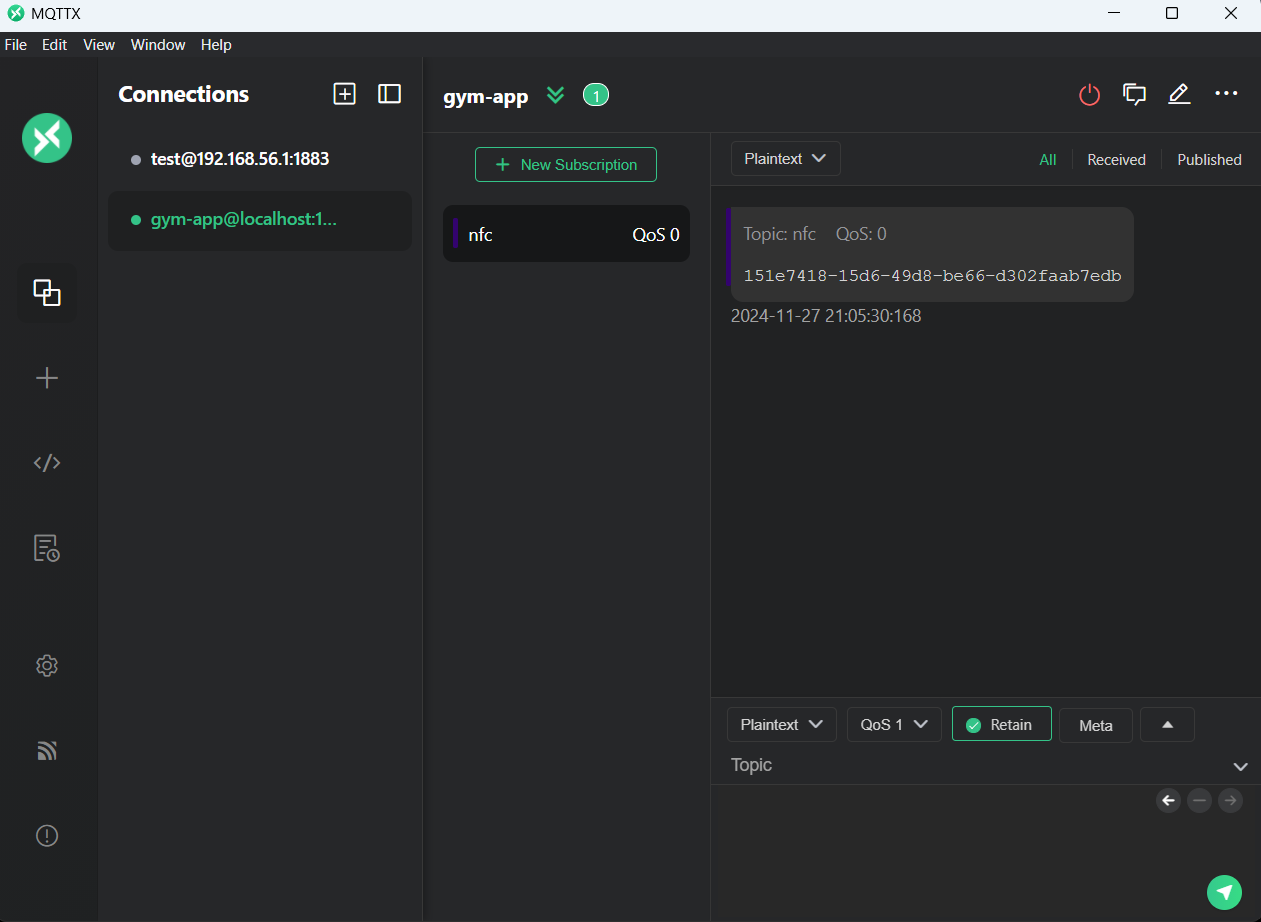 MQTTX
File Edit View Window Help
Connections
test@192.168.56.1:1883
gym-app@localhost:1...
gym-app 1
+ New Subscription
nfc QoS 0
Plaintext All Received Published
Topic: nfc QoS: 0
151e7418-15d6-49d8-be66-d302faab7edb
2024-11-27 21:05:30:168
Plaintext QoS 1 Retain Meta
Topic